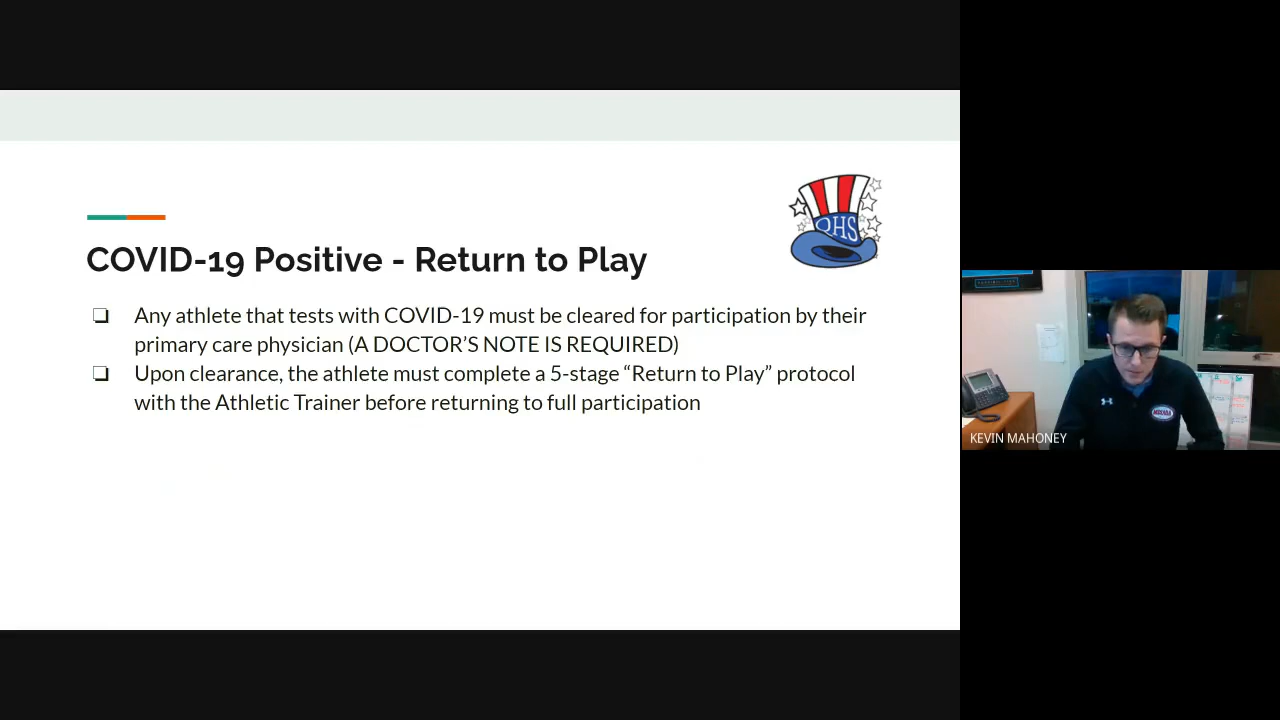 QHS
COVID-19 Positive - Return to Play
❏ Any athlete that tests with COVID-19 must be cleared for participation by their
primary care physician (A DOCTOR’S NOTE IS REQUIRED)
❏ Upon clearance, the athlete must complete a 5-stage “Return to Play” protocol
with the Athletic Trainer before returning to full participation
KEVIN MAHONEY